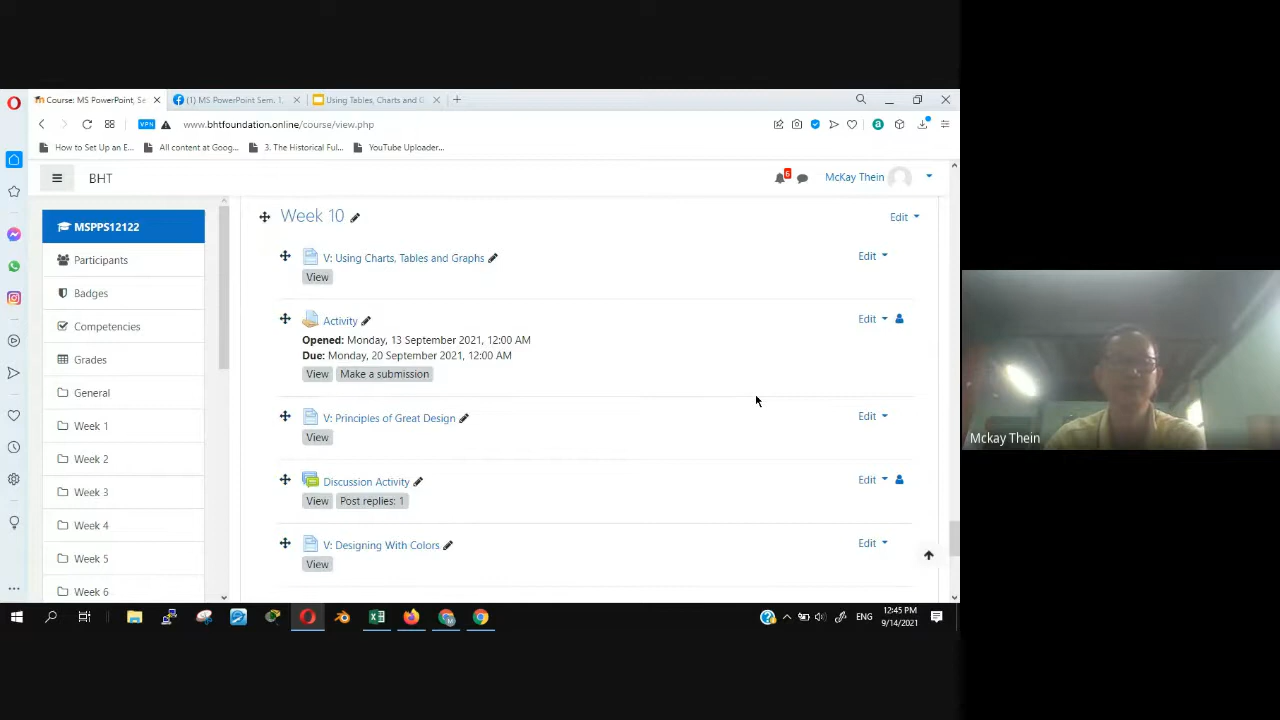 Course: MS PowerPoint, Se
(1) MS PowerPoint Sem. 1,
Using Tables, Charts and G
VPN
www.bhtfoundation.online/course/view.php
How to Set Up an E...
All content at Goog...
3. The Historical Ful...
YouTube Uploader...
BHT
6
McKay Thein
MSPPS12122
Participants
Badges
Competencies
Grades
General
Week 1
Week 2
Week 3
Week 4
Week 5
Week 6
Week 10
Edit
V: Using Charts, Tables and Graphs
Edit
View
Activity
Edit
Opened: Monday, 13 September 2021, 12:00 AM
Due: Monday, 20 September 2021, 12:00 AM
View
Make a submission
V: Principles of Great Design
Edit
View
Discussion Activity
Edit
View
Post replies: 1
V: Designing With Colors
Edit
View
Mckay Thein
ENG
12:45 PM
9/14/2021